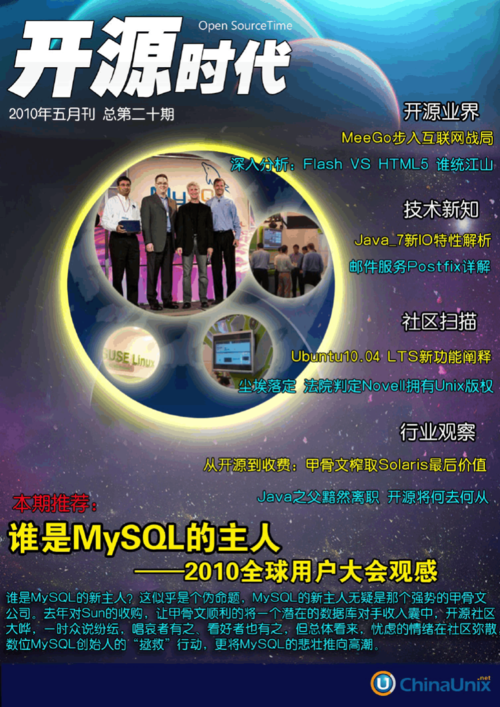 开源时代
Open SourceTime
2010年五月刊 总第二十期
开源业界
MeeGo步入互联网战局
深入分析：Flash VS HTML5 谁统江山
技术新知
Java 7新IO特性解析
邮件服务Postfix详解
社区扫描
Ubuntu10.04 LTS新功能阐释
尘埃落定 法院判定Novell拥有Unix版权
行业观察
从开源到收费：甲骨文榨取Solaris最后价值
Java之父黯然离职 开源将何去何从
MySQL
SUSE Linux
本期推荐：
谁是MySQL的主人
——2010全球用户大会观感
谁是MySQL的新主人？这似乎是个伪命题，MySQL的新主人无疑是那个强势的甲骨文
公司，去年对Sun的收购，让甲骨文顺利的将一个潜在的数据库对手收入囊中，开源社区
大晔，一时众说纷纭，唱哀者有之，看好者也有之，但总体看来，忧虑的情绪在社区弥散
数位MySQL创始人的“拯救”行动，更将MySQL的悲壮推向高潮。
ChinaUnix.net